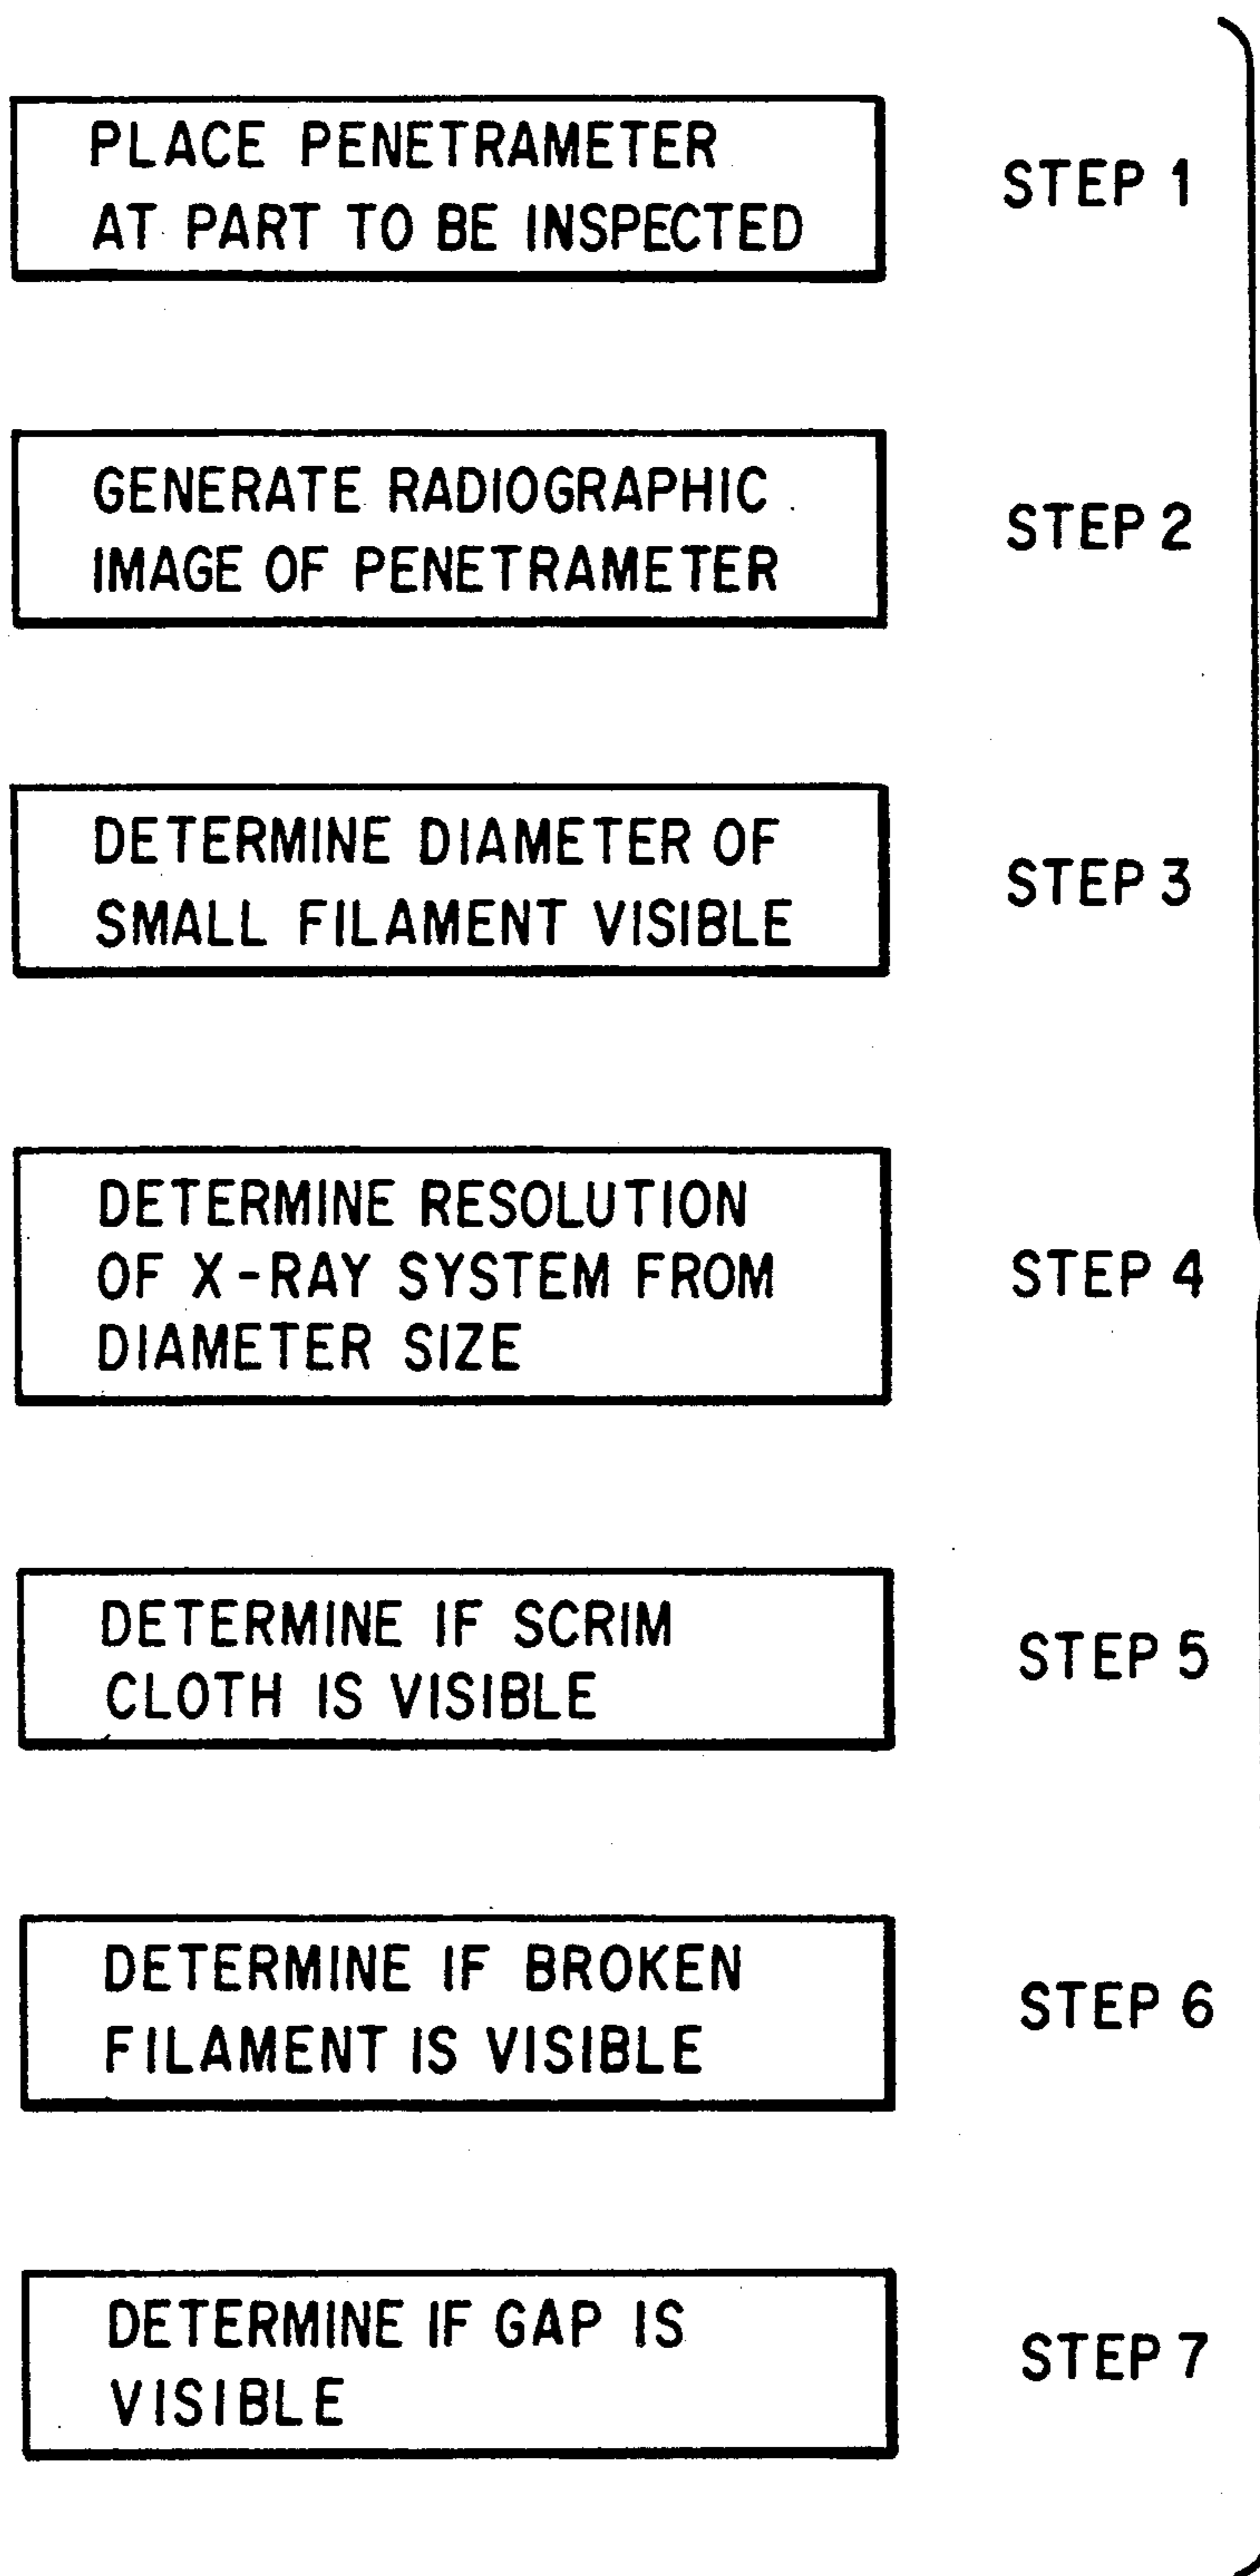 PLACE PENETRAMETER
AT PART TO BE INSPECTED
STEP 1
GENERATE RADIOGRAPHIC
IMAGE OF PENETRAMETER
STEP 2
DETERMINE DIAMETER OF
SMALL FILAMENT VISIBLE
STEP 3
DETERMINE RESOLUTION
OF X-RAY SYSTEM FROM
DIAMETER SIZE
STEP 4
DETERMINE IF SCRIM
CLOTH IS VISIBLE
STEP 5
DETERMINE IF BROKEN
FILAMENT IS VISIBLE
STEP 6
DETERMINE IF GAP IS
VISIBLE
STEP 7